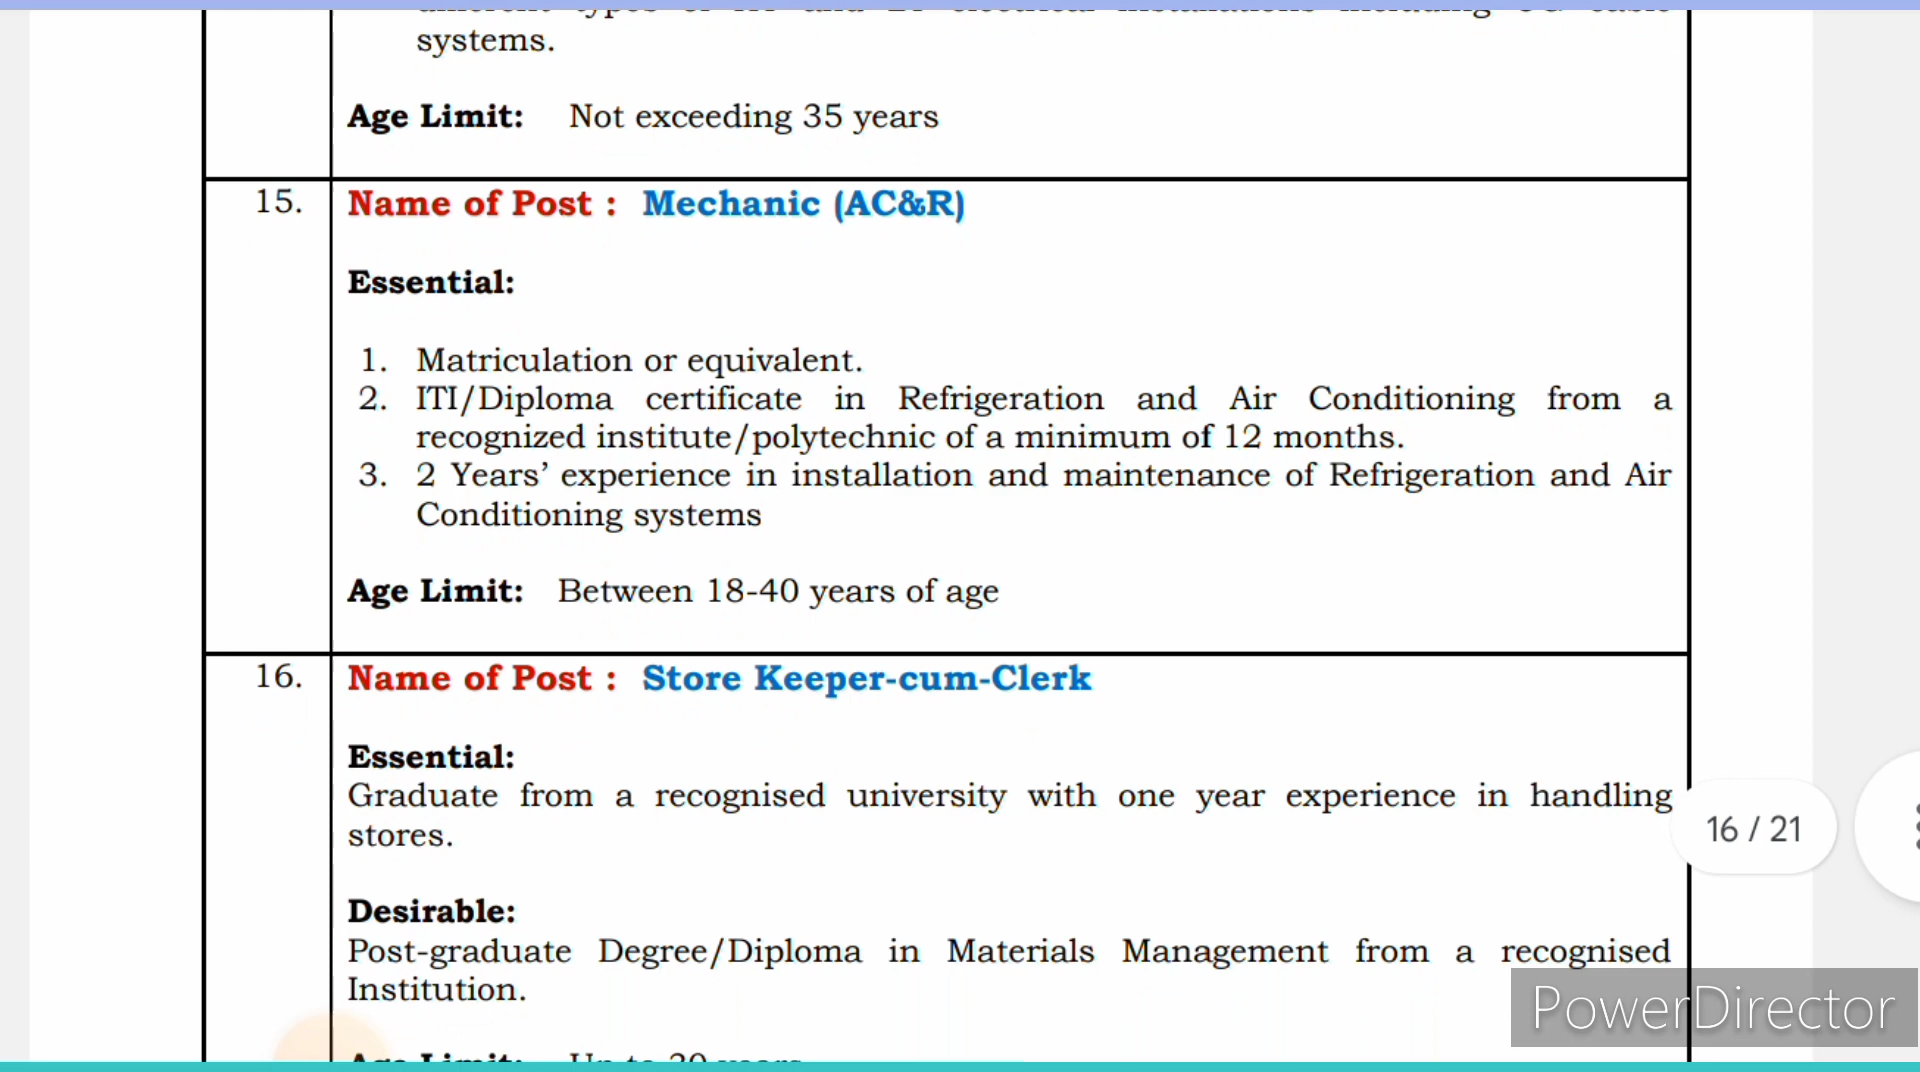 systems.
Age Limit: Not exceeding 35 years
15. Name of Post : Mechanic (AC&R)
Essential:
1. Matriculation or equivalent.
2. ITI/Diploma certificate in Refrigeration and Air Conditioning from a
recognized institute/polytechnic of a minimum of 12 months.
3. 2 Years’ experience in installation and maintenance of Refrigeration and Air
Conditioning systems
Age Limit: Between 18-40 years of age
16. Name of Post : Store Keeper-cum-Clerk
Essential:
Graduate from a recognised university with one year experience in handling
stores.
16 / 21
Desirable:
Post-graduate Degree/Diploma in Materials Management from a recognised
Institution.
PowerDirector